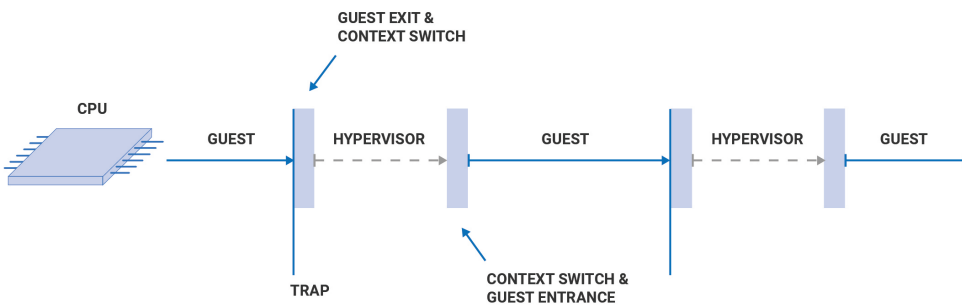 GUEST EXIT &
CONTEXT SWITCH
CPU
GUEST
HYPERVISOR
GUEST
HYPERVISOR
GUEST
TRAP
CONTEXT SWITCH &
GUEST ENTRANCE